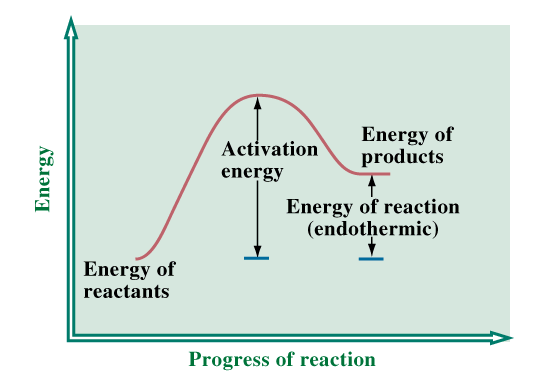 Energy
Activation
energy
Energy of
products
Energy of reaction
(endothermic)
Energy of
reactants
Progress of reaction